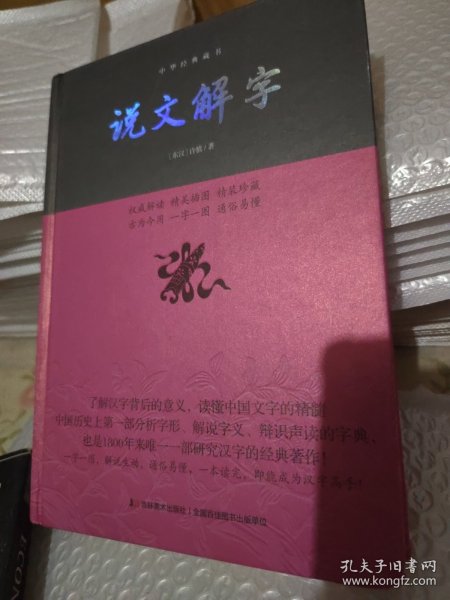 中华经典藏书
说文解字
〔东汉〕许慎/著
权威解读 精美插图 精装珍藏
古为今用 一字一图 通俗易懂
了解汉字背后的意义，读懂中国文字的精髓
中国历史上第一部分析字形、解说字义、辩识声读的字典，
也是1800年来唯一一部研究汉字的经典著作！
一字一图，解说生动，通俗易懂，一本读完，即能成为汉字高手！
吉林美术出版社 | 全国百佳图书出版单位
孔夫子旧书网
www.kongfz.com